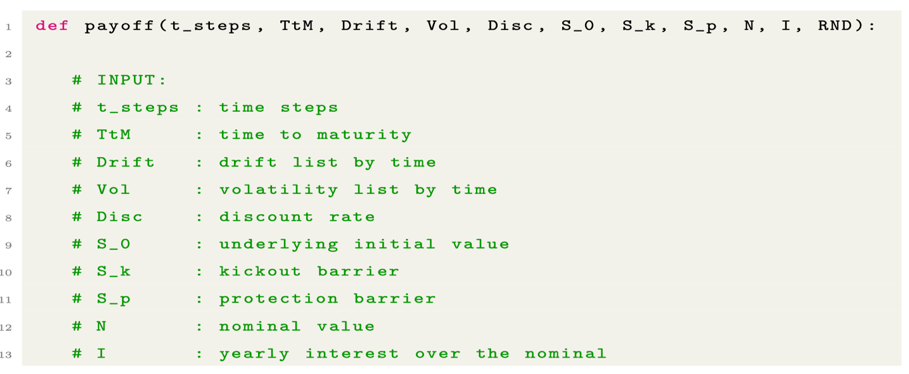 1 def payoff(t_steps, TtM, Drift, Vol, Disc, S_0, S_k, S_p, N, I, RND):
2
3 # INPUT:
4 # t_steps : time steps
5 # TtM : time to maturity
6 # Drift : drift list by time
7 # Vol : volatility list by time
8 # Disc : discount rate
9 # S_0 : underlying initial value
10 # S_k : kickout barrier
11 # S_p : protection barrier
12 # N : nominal value
13 # I : yearly interest over the nominal